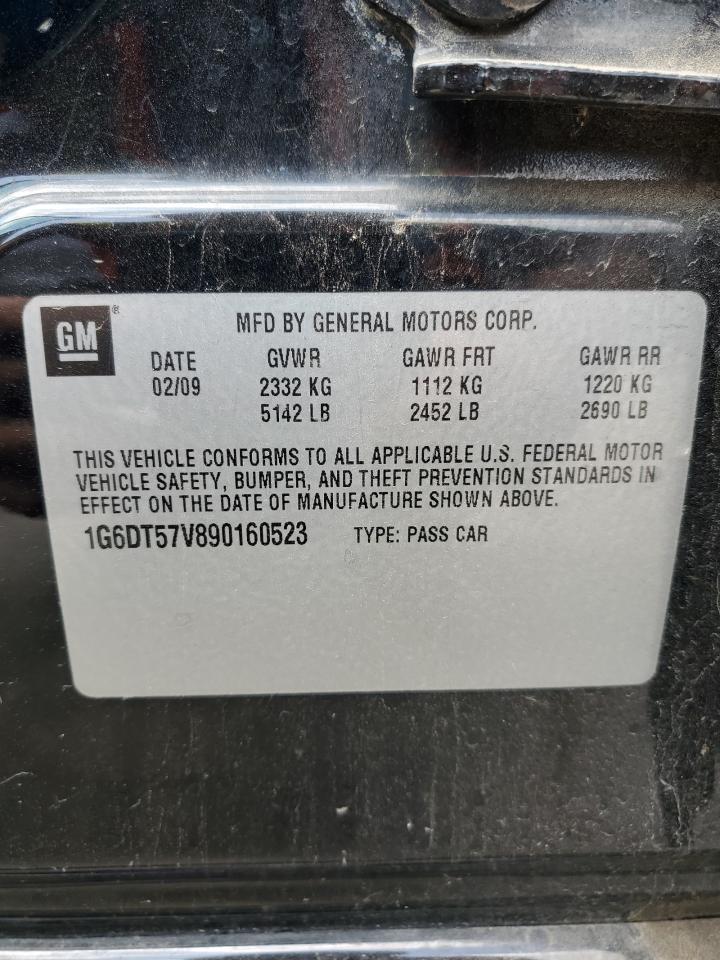 GM ®
MFD BY GENERAL MOTORS CORP.
DATE GVWR GAWR FRT GAWR RR
02/09 2332 KG 1112 KG 1220 KG
5142 LB 2452 LB 2690 LB
THIS VEHICLE CONFORMS TO ALL APPLICABLE U.S. FEDERAL MOTOR
VEHICLE SAFETY, BUMPER, AND THEFT PREVENTION STANDARDS IN
EFFECT ON THE DATE OF MANUFACTURE SHOWN ABOVE.
1G6DT57V890160523 TYPE: PASS CAR